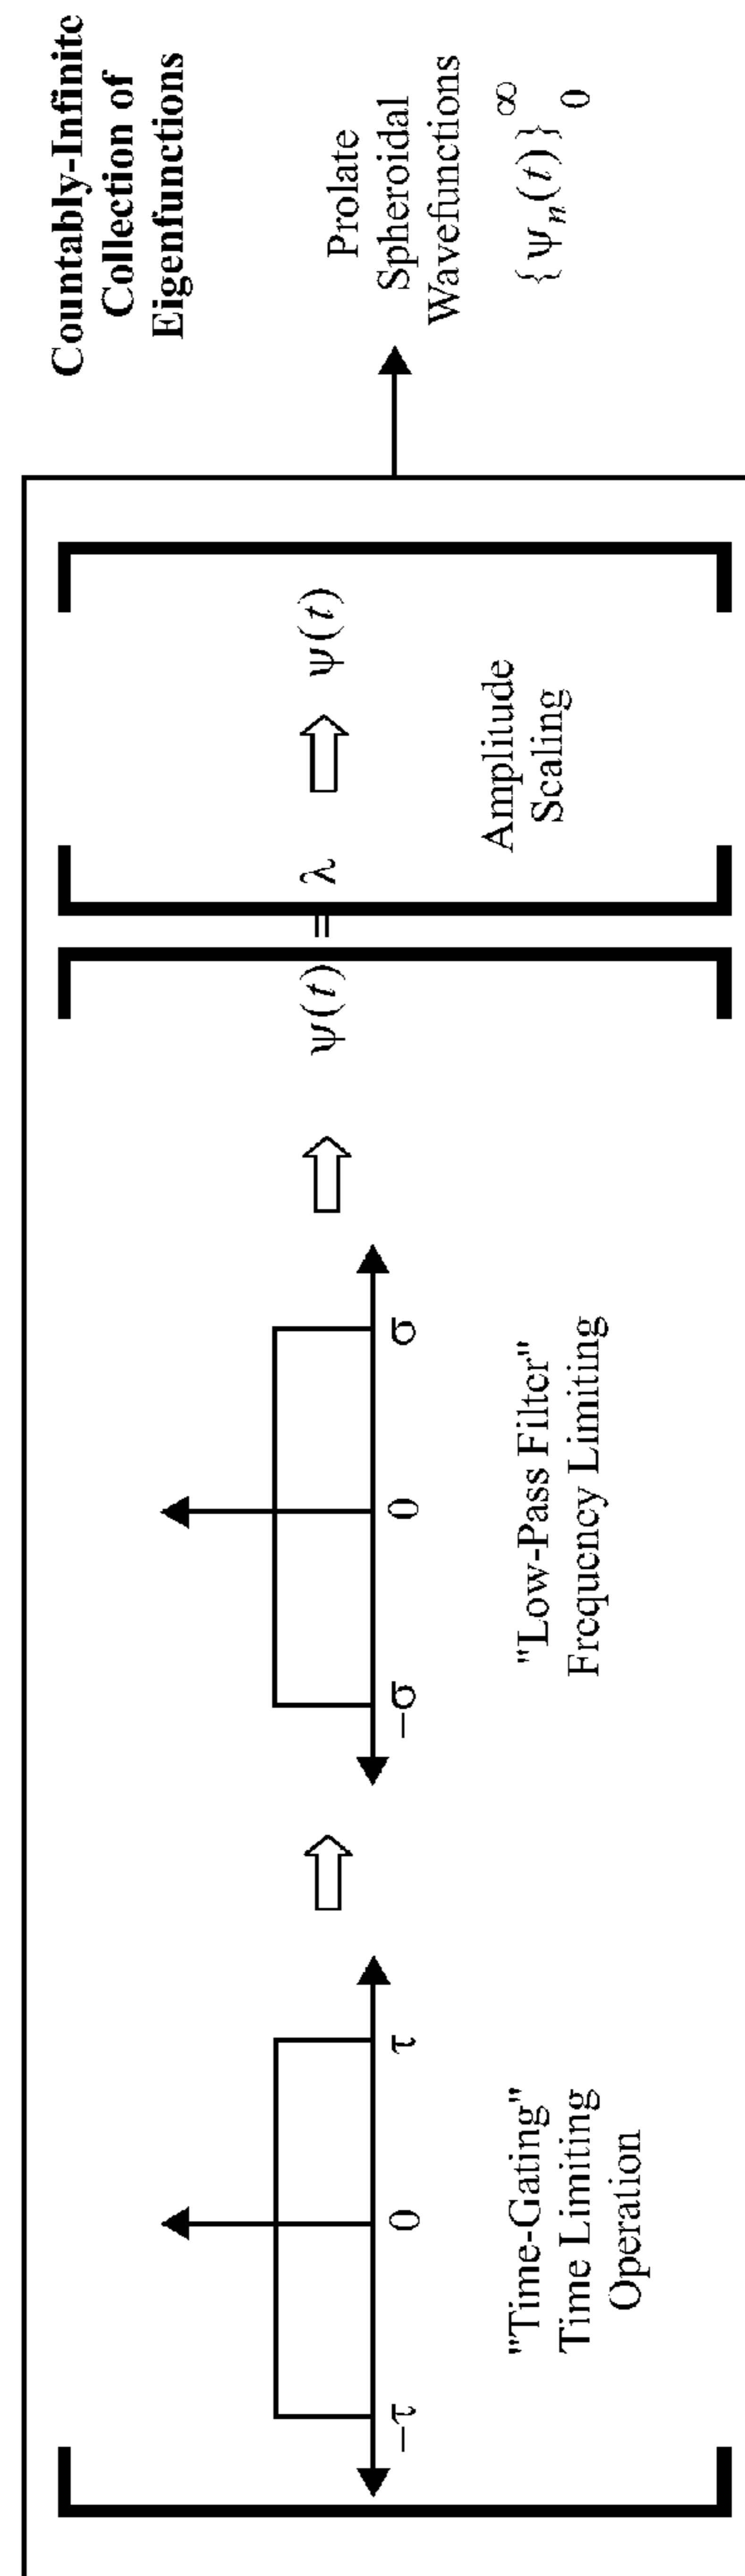 −τ 0 τ
"Time-Gating"
Time Limiting
Operation
−σ 0 σ
"Low-Pass Filter"
Frequency Limiting
ψ(t) = λ ψ(t)
Amplitude
Scaling
Countably-Infinite
Collection of
Eigenfunctions
Prolate
Spheroidal
Wavefunctions
{ψn(t)}∞0